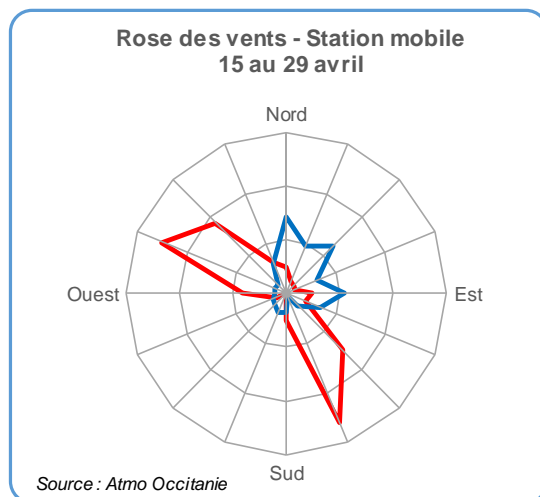 Rose des vents - Station mobile
15 au 29 avril
Nord
Ouest
Est
Sud
Source : Atmo Occitanie